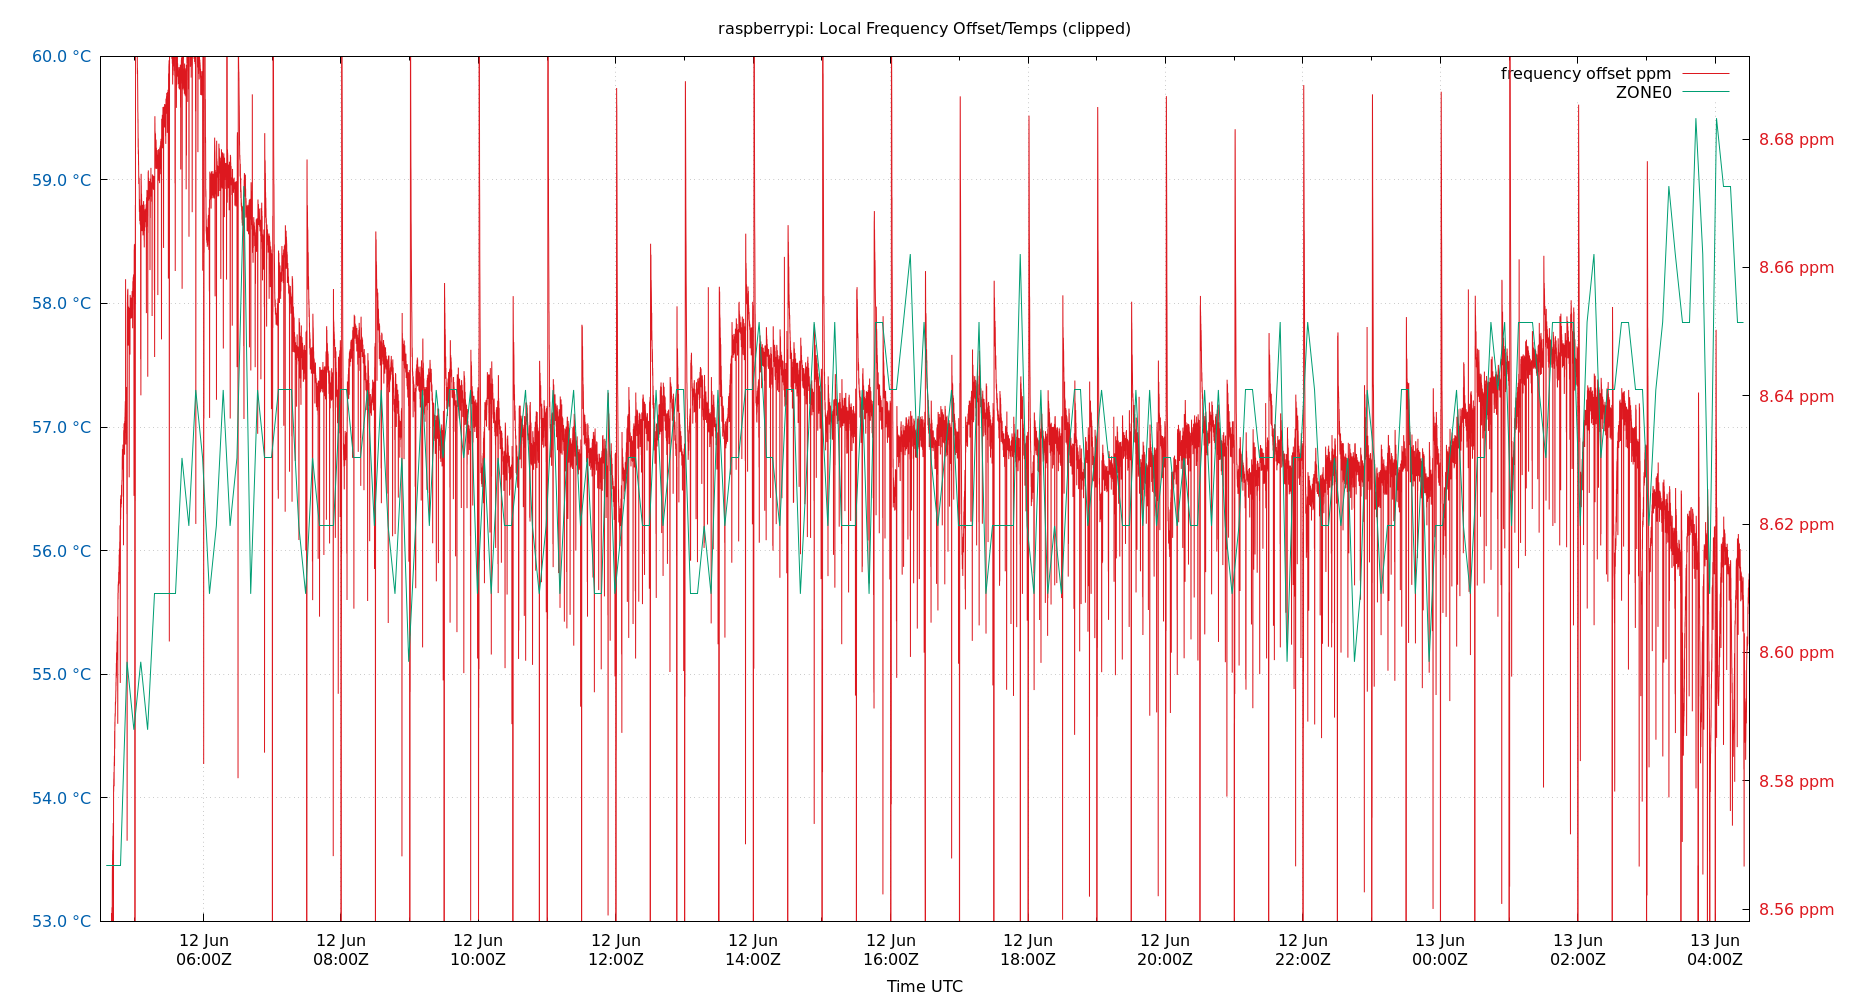 raspberrypi: Local Frequency Offset/Temps (clipped)
frequency offset ppm
ZONE0
60.0 °C
59.0 °C
58.0 °C
57.0 °C
56.0 °C
55.0 °C
54.0 °C
53.0 °C
8.68 ppm
8.66 ppm
8.64 ppm
8.62 ppm
8.60 ppm
8.58 ppm
8.56 ppm
12 Jun 12 Jun 12 Jun 12 Jun 12 Jun 12 Jun 12 Jun 12 Jun 12 Jun 13 Jun 13 Jun 13 Jun
06:00Z 08:00Z 10:00Z 12:00Z 14:00Z 16:00Z 18:00Z 20:00Z 22:00Z 00:00Z 02:00Z 04:00Z
Time UTC